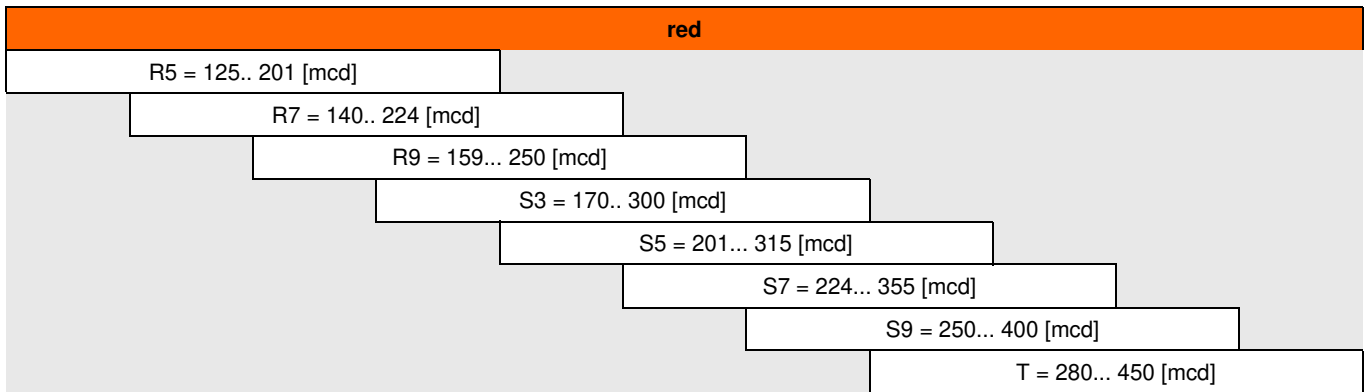 red
R5 = 125.. 201 [mcd]
R7 = 140.. 224 [mcd]
R9 = 159... 250 [mcd]
S3 = 170.. 300 [mcd]
S5 = 201... 315 [mcd]
S7 = 224... 355 [mcd]
S9 = 250... 400 [mcd]
T = 280... 450 [mcd]